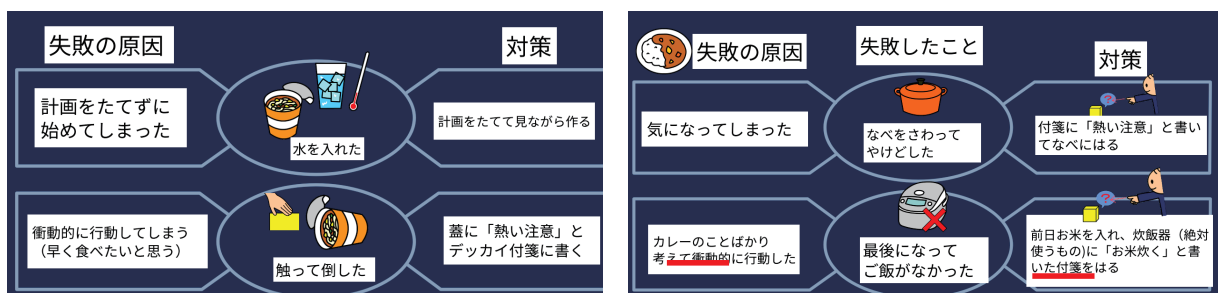 失敗の原因
対策
計画をたてずに
始めてしまった
水を入れた
計画をたてて見ながら作る
衝動的に行動してしまう
（早く食べたいと思う）
触って倒した
蓋に「熱い注意」と
デッカイ付箋に書く
失敗の原因
失敗したこと
対策
気になってしまった
なべをさわって
やけどした
付箋に「熱い注意」と書い
てなべにはる
カレーのことばかり
考えて衝動的に行動した
最後になって
ご飯がなかった
前日お米を入れ、炊飯器（絶対
使うもの)に「お米炊く」と書
いた付箋をはる